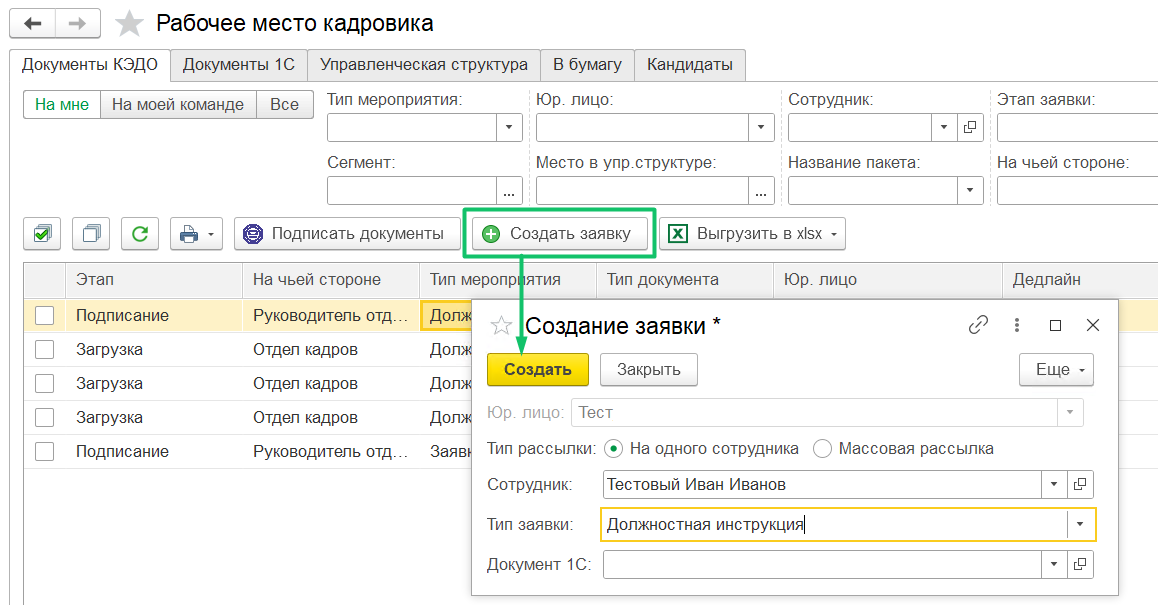 Рабочее место кадровика
Документы КЭДО Документы 1С Управленческая структура В бумагу Кандидаты
На мне На моей команде Все
Тип мероприятия: Юр. лицо: Сотрудник: Этап заявки:
Сегмент: Место в упр.структуре: Название пакета: На чьей стороне:
... ...
Подписать документы Создать заявку Выгрузить в xlsx
Этап На чьей стороне Тип мероприятия Тип документа Юр. лицо Дедлайн
Подписание Руководитель отд... Долж
Загрузка Отдел кадров Долж
Загрузка Отдел кадров Долж
Загрузка Отдел кадров Долж
Подписание Руководитель отд... Заявк
Создание заявки *
Создать Закрыть Еще
Юр. лицо: Тест
Тип рассылки: На одного сотрудника Массовая рассылка
Сотрудник: Тестовый Иван Иванов
Тип заявки: Должностная инструкция
Документ 1С: